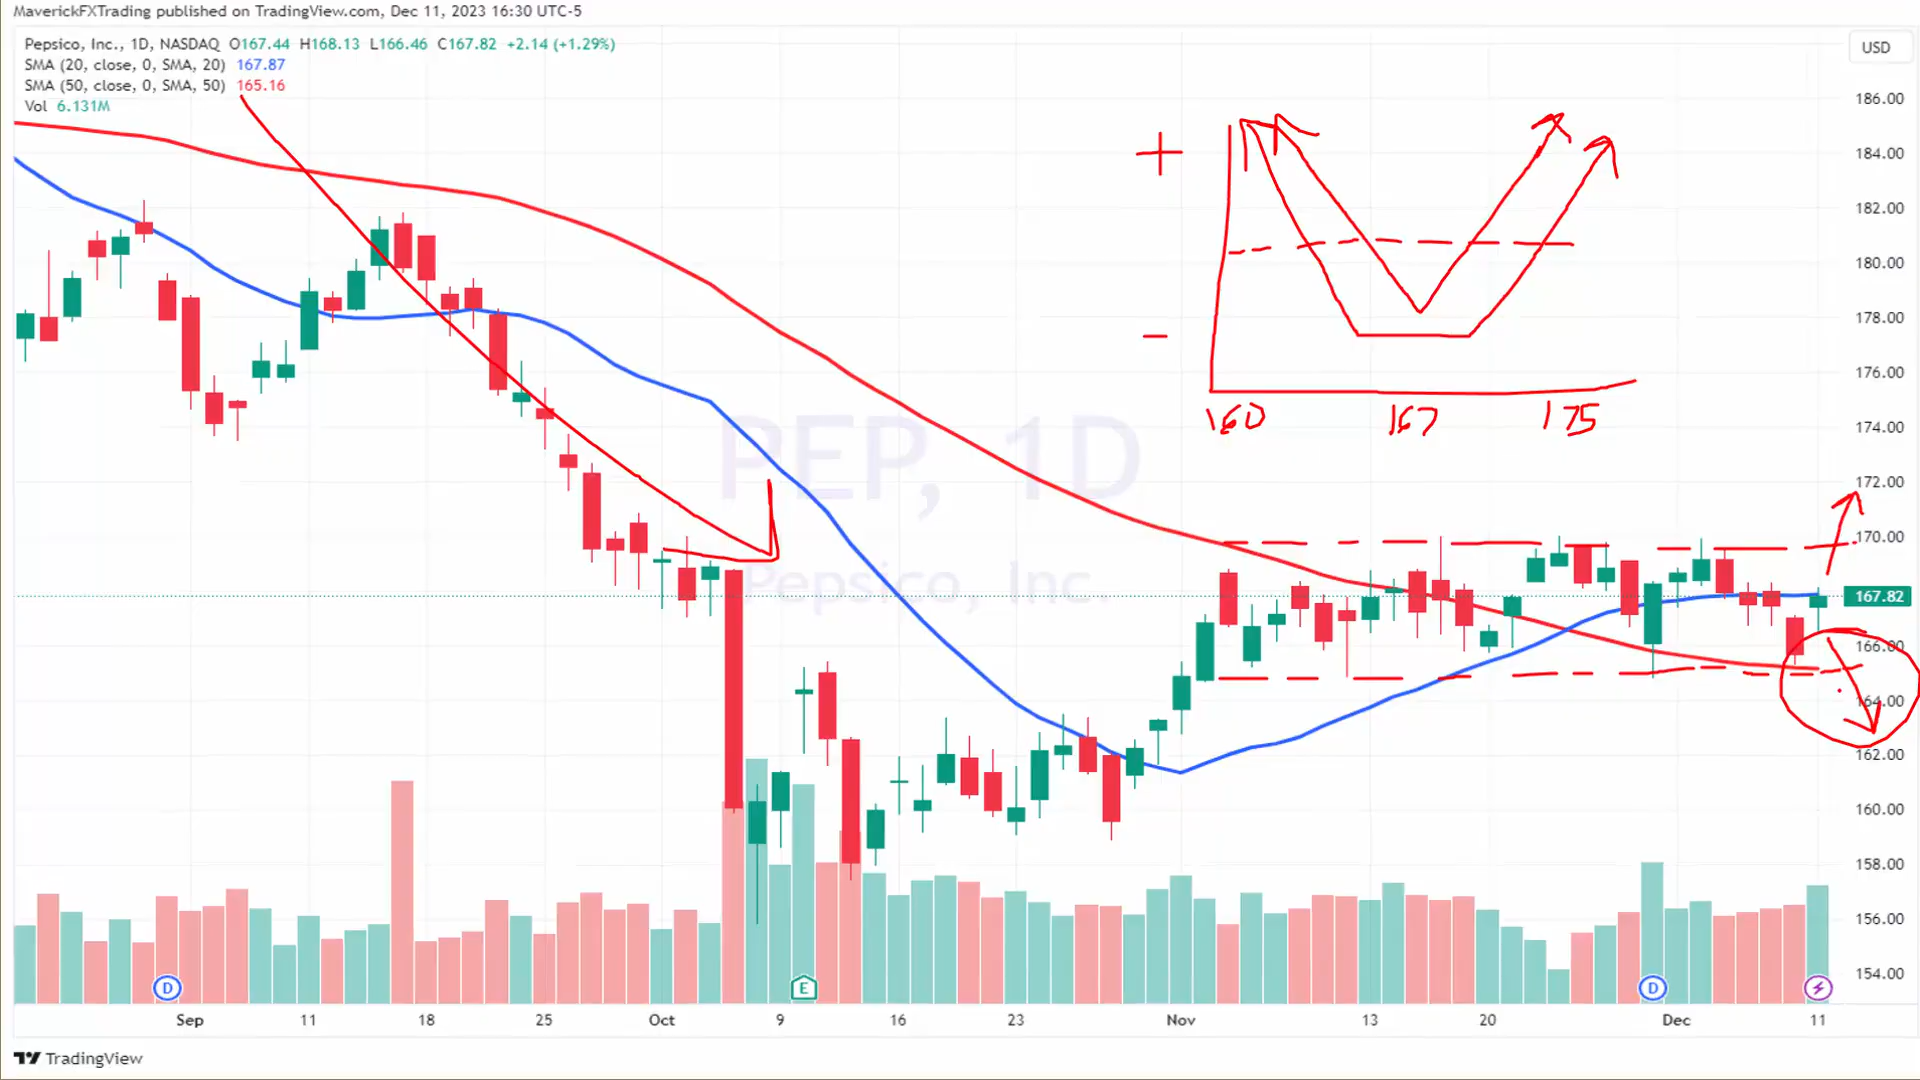 MaverickFXTrading published on TradingView.com, Dec 11, 2023 16:30 UTC-5
Pepsico, Inc., 1D, NASDAQ O167.44 H168.13 L166.46 C167.82 +2.14 (+1.29%)
SMA (20, close, 0, SMA, 20) 167.87
SMA (50, close, 0, SMA, 50) 165.16
Vol 6.131M
USD
186.00
184.00
182.00
180.00
178.00
176.00
174.00
172.00
170.00
167.82
166.00
164.00
162.00
160.00
158.00
156.00
154.00
+
-
160 167 175
PEP, 1D
Pepsico, Inc.
D E D
Sep 11 18 25 Oct 9 16 23 Nov 13 20 Dec 11
TradingView